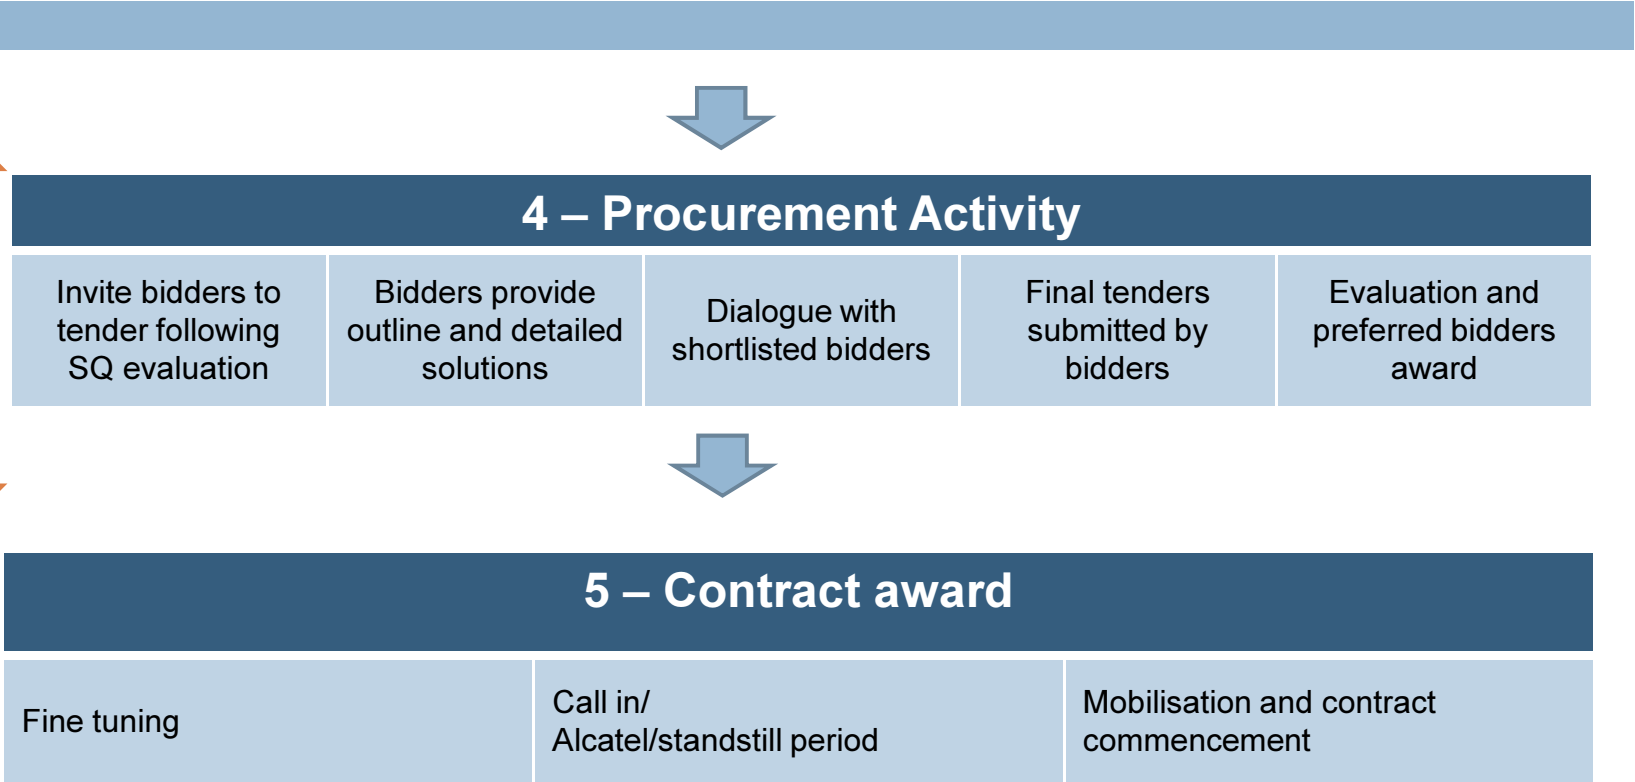 4 – Procurement Activity
Invite bidders to
tender following
SQ evaluation
Bidders provide
outline and detailed
solutions
Dialogue with
shortlisted bidders
Final tenders
submitted by
bidders
Evaluation and
preferred bidders
award
5 – Contract award
Fine tuning
Call in/
Alcatel/standstill period
Mobilisation and contract
commencement